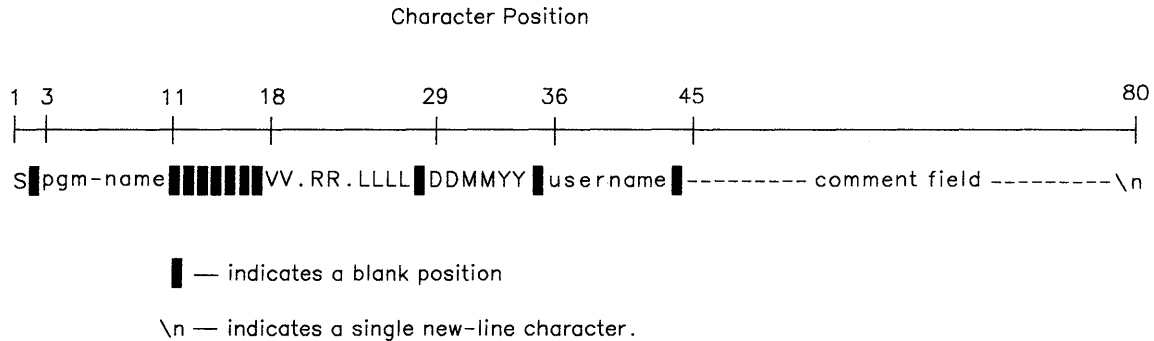 Character Position
1 3 11 18 29 36 45 80
S▮pgm-name▮▮▮▮▮▮▮VV.RR.LLLL▮DDMMYY▮username▮--------- comment field ---------\n
▮ — indicates a blank position
\n — indicates a single new-line character.